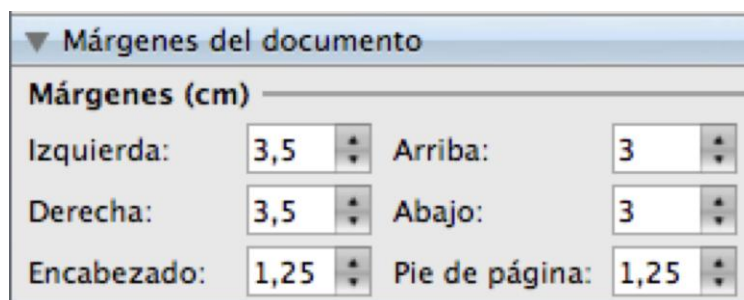 Márgenes del documento
Márgenes (cm)
Izquierda: 3,5 Arriba: 3
Derecha: 3,5 Abajo: 3
Encabezado: 1,25 Pie de página: 1,25